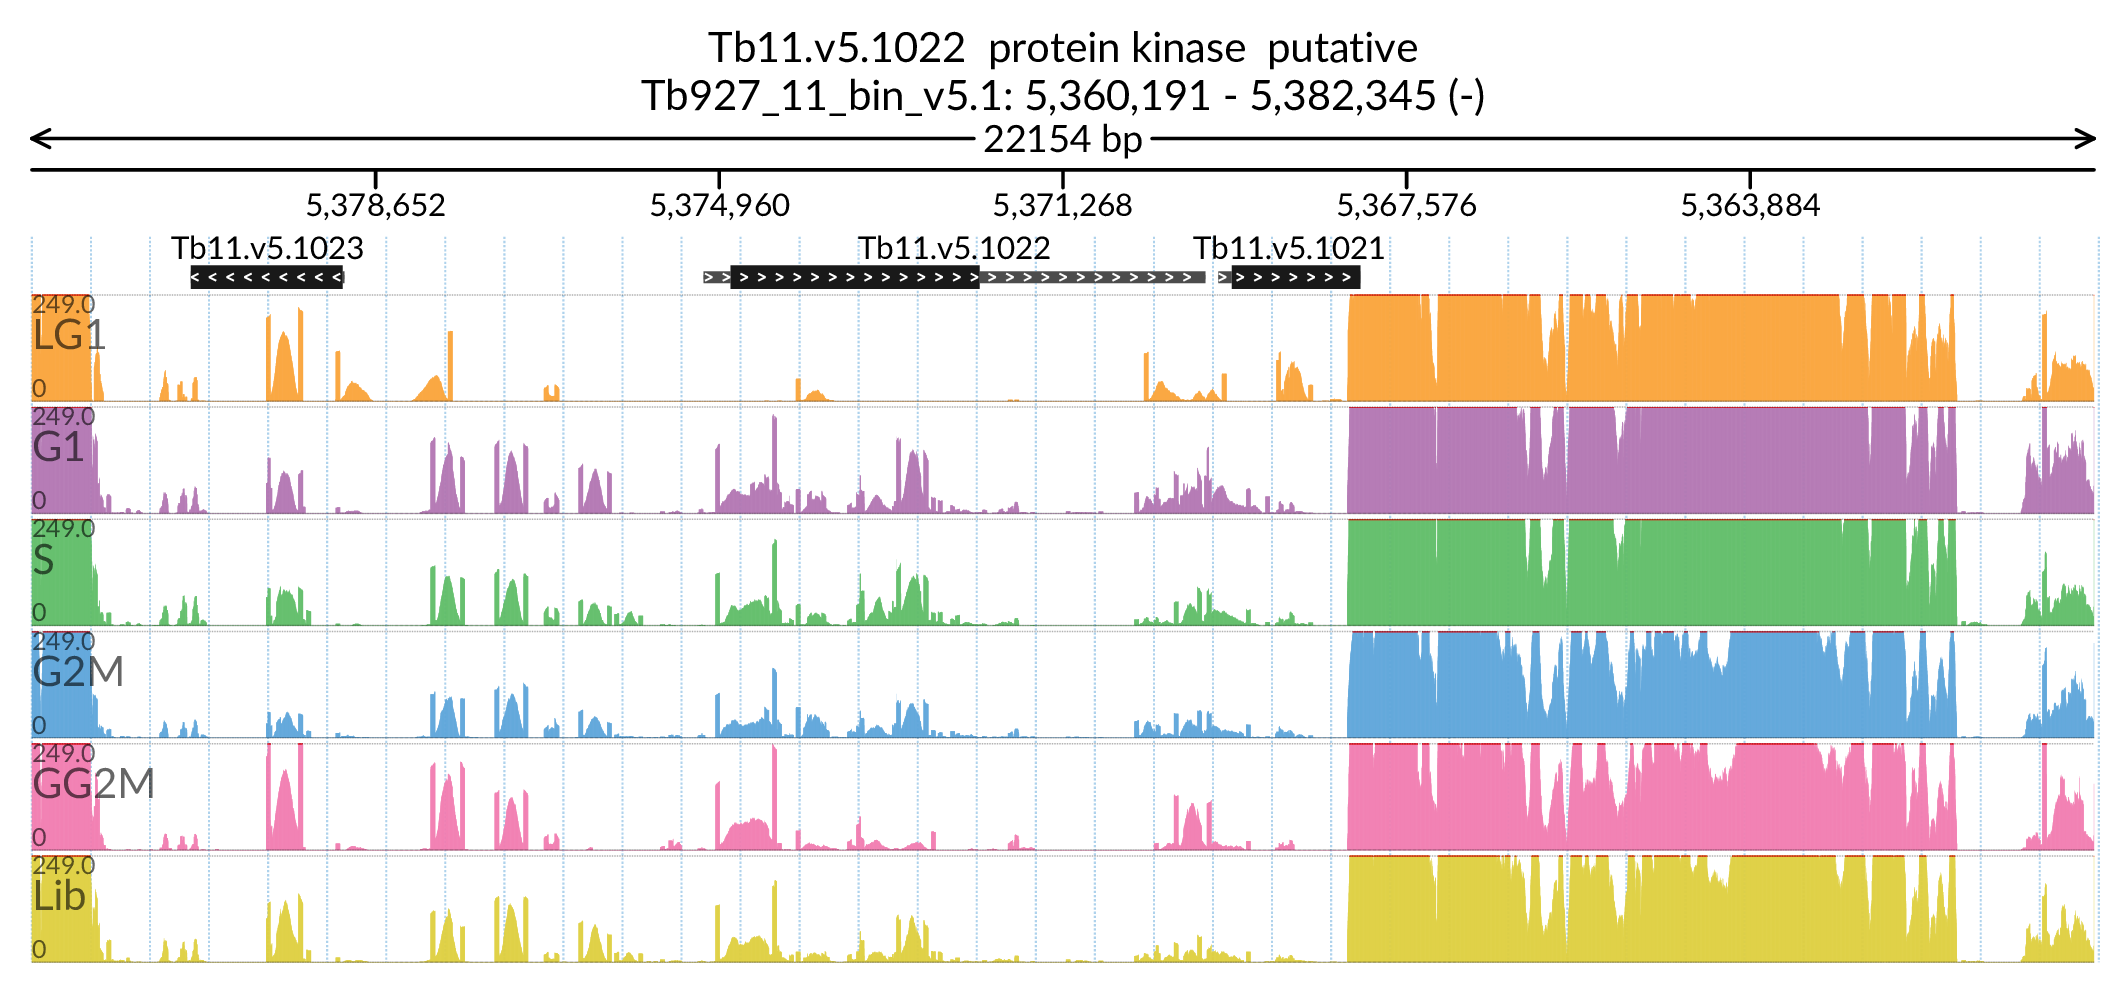 Tb11.v5.1022 protein kinase putative
Tb927_11_bin_v5.1: 5,360,191 - 5,382,345 (-)
22154 bp
5,378,652 5,374,960 5,371,268 5,367,576 5,363,884
Tb11.v5.1023 Tb11.v5.1022 Tb11.v5.1021
249.0
LG1
0
249.0
G1
0
249.0
S
0
249.0
G2M
0
249.0
GG2M
0
249.0
Lib
0